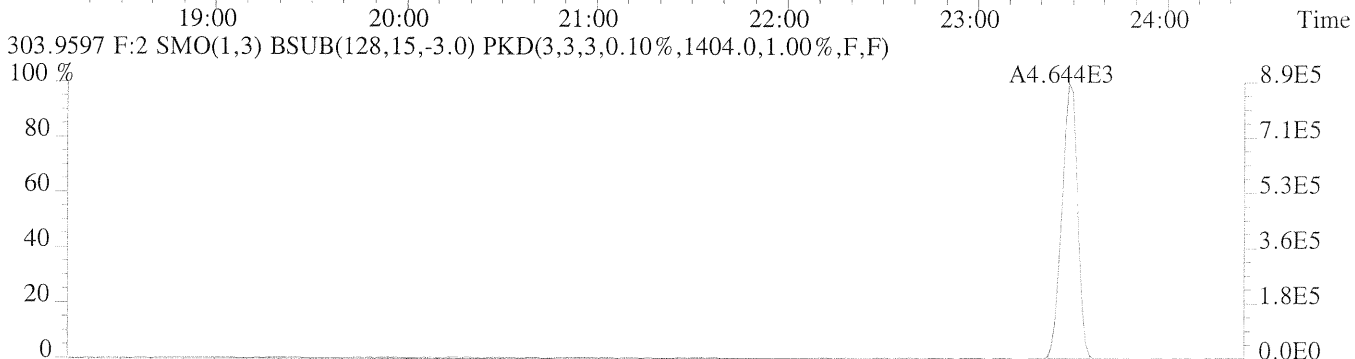 19:00 20:00 21:00 22:00 23:00 24:00 Time
303.9597 F:2 SMO(1,3) BSUB(128,15,-3.0) PKD(3,3,3,0.10%,1404.0,1.00%,F,F)
100 % A4.644E3 8.9E5
80 7.1E5
60 5.3E5
40 3.6E5
20 1.8E5
0 0.0E0